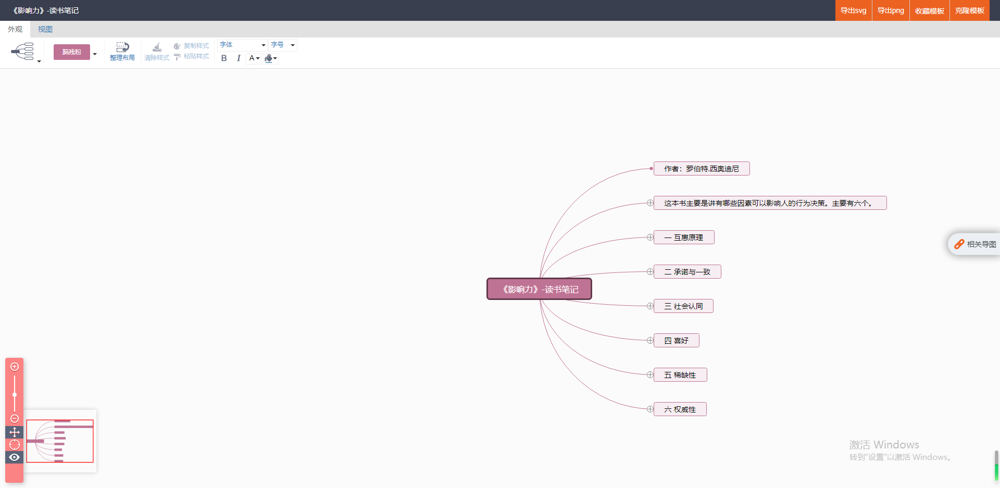 《影响力》-读书笔记
导出svg
导出png
收藏模板
克隆模板
外观
视图
脑残粉
整理布局
清除样式
复制样式
粘贴样式
字体
字号
B
I
A
作者：罗伯特.西奥迪尼
这本书主要是讲有哪些因素可以影响人的行为决策。主要有六个。
一 互惠原理
二 承诺与一致
《影响力》-读书笔记
三 社会认同
四 喜好
五 稀缺性
六 权威性
相关导图
激活 Windows
转到“设置”以激活 Windows。